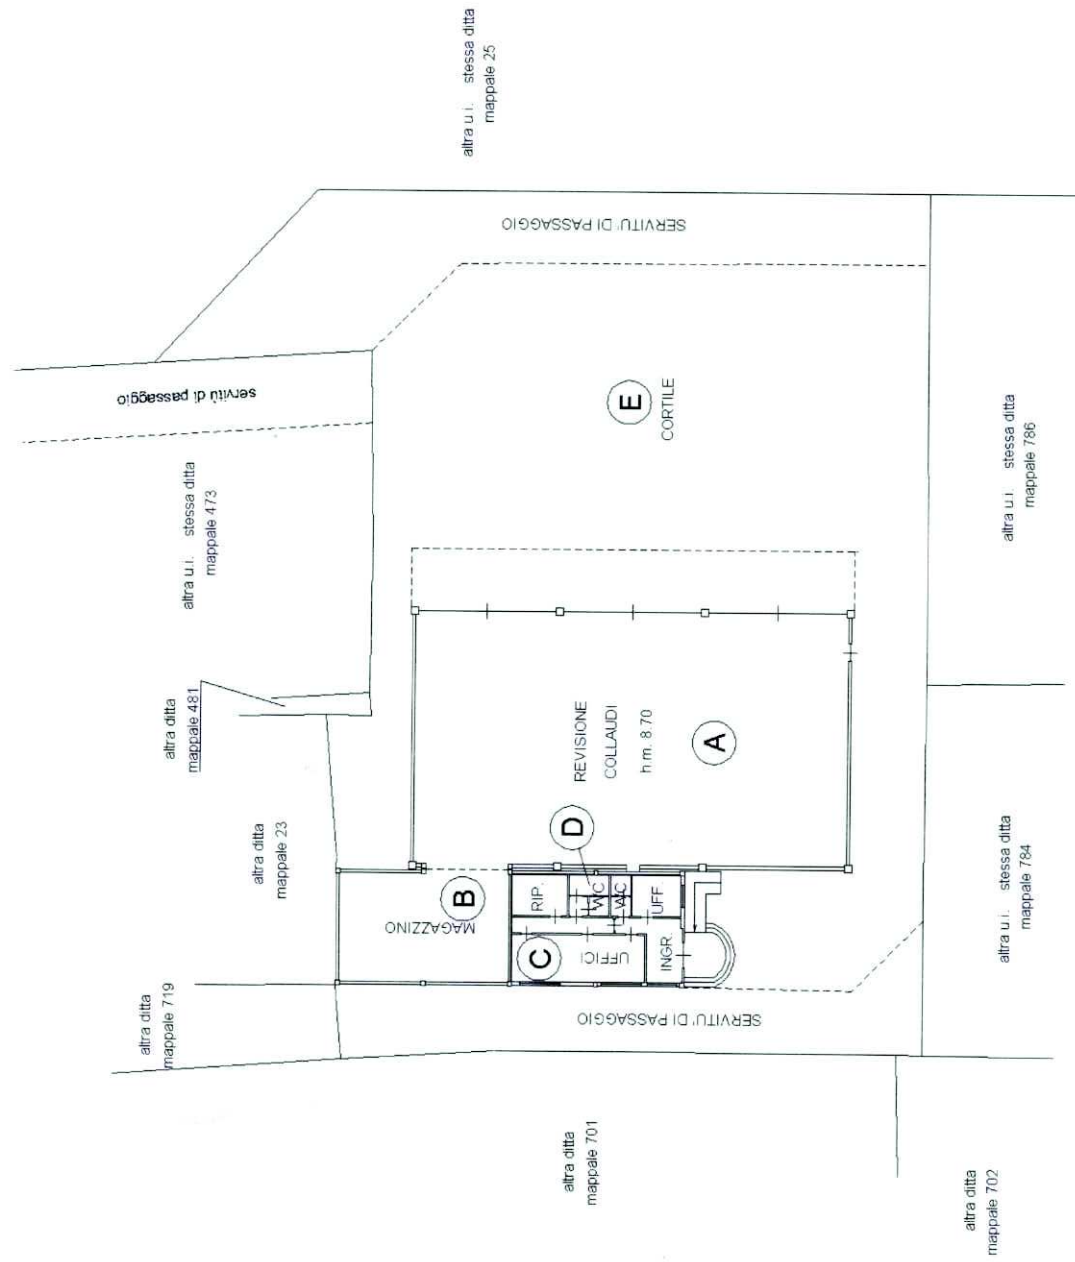 altra u.i. stessa ditta
mappale 25
SERVITU' DI PASSAGGIO
servitù di passaggio
E
CORTILE
altra u.i. stessa ditta
mappale 473
altra u.i stessa ditta
mappale 786
altra ditta
mappale 481
REVISIONE
COLLAUDI
h.m. 8.70
A
D
altra ditta
mappale 23
altra u.i. stessa ditta
mappale 784
B
MAGAZZINO
RIP.
WC
WC
UFF.
C
UFFICI
INGR.
altra ditta
mappale 719
SERVITU' DI PASSAGGIO
altra ditta
mappale 701
altra ditta
mappale 702